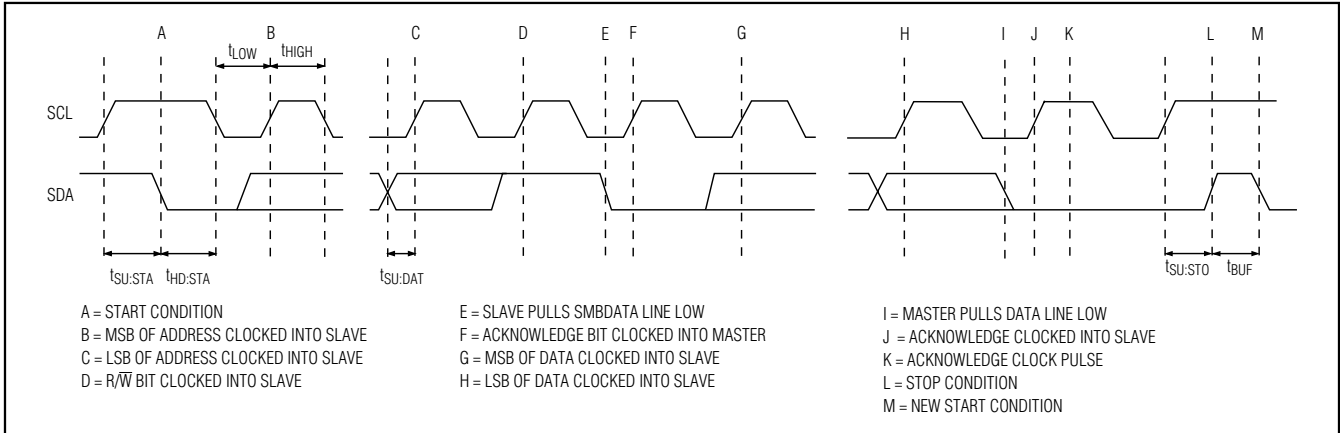 A B C D E F G H I J K L M
tLOW tHIGH
SCL
SDA
tSU:STA tHD:STA tSU:DAT tSU:STO tBUF
A = START CONDITION
B = MSB OF ADDRESS CLOCKED INTO SLAVE
C = LSB OF ADDRESS CLOCKED INTO SLAVE
D = R/W̅ BIT CLOCKED INTO SLAVE
E = SLAVE PULLS SMBDATA LINE LOW
F = ACKNOWLEDGE BIT CLOCKED INTO MASTER
G = MSB OF DATA CLOCKED INTO SLAVE
H = LSB OF DATA CLOCKED INTO SLAVE
I = MASTER PULLS DATA LINE LOW
J = ACKNOWLEDGE CLOCKED INTO SLAVE
K = ACKNOWLEDGE CLOCK PULSE
L = STOP CONDITION
M = NEW START CONDITION